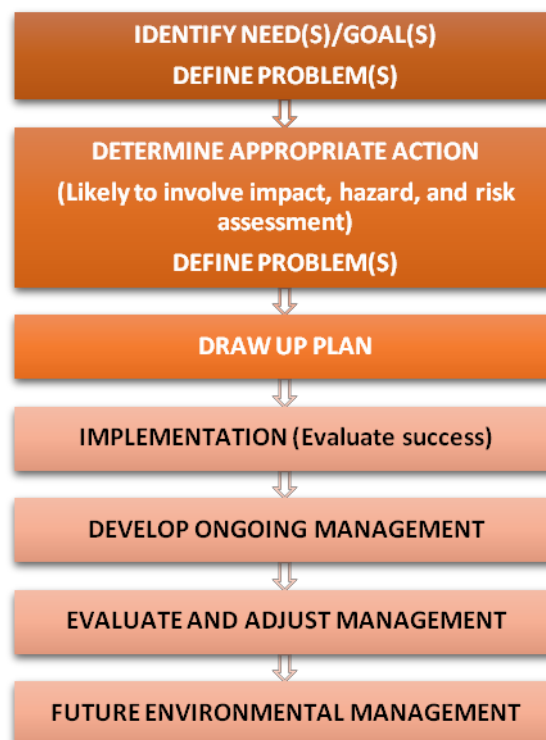 IDENTIFY NEED(S)/GOAL(S)
DEFINE PROBLEM(S)
DETERMINE APPROPRIATE ACTION
(Likely to involve impact, hazard, and risk
assessment)
DEFINE PROBLEM(S)
DRAW UP PLAN
IMPLEMENTATION (Evaluate success)
DEVELOP ONGOING MANAGEMENT
EVALUATE AND ADJUST MANAGEMENT
FUTURE ENVIRONMENTAL MANAGEMENT